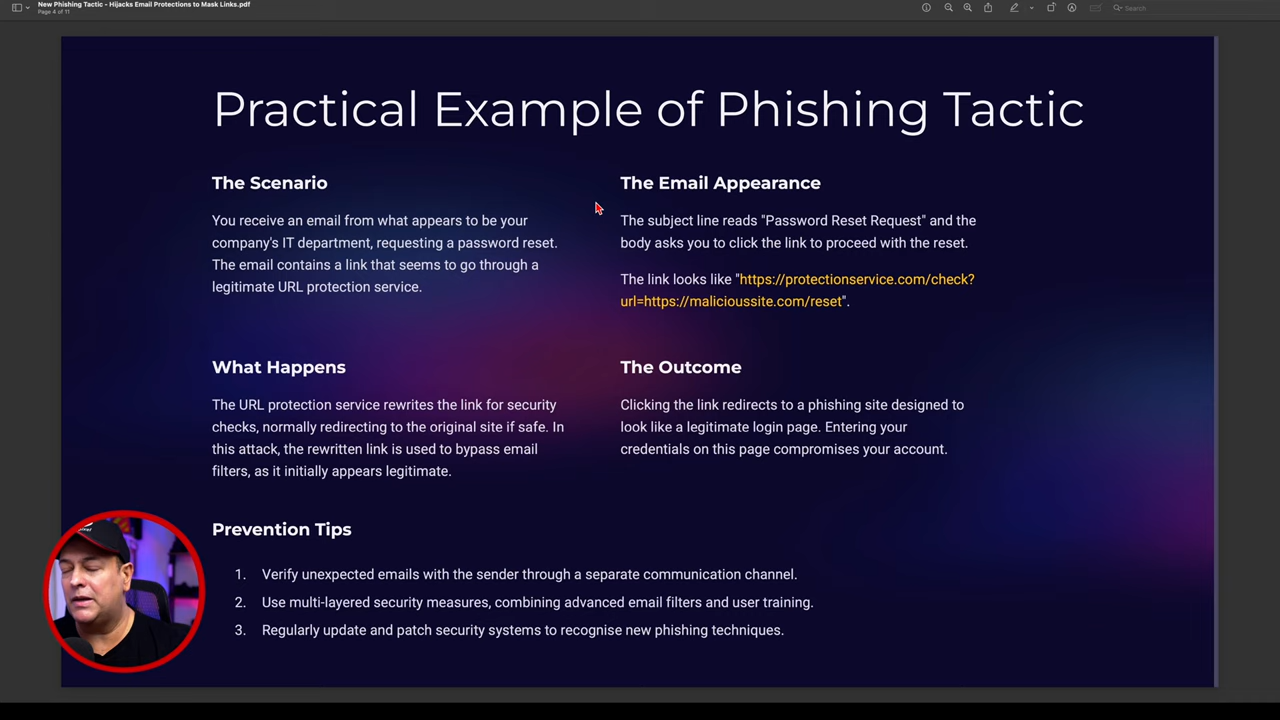 New Phishing Tactic - Hijacks Email Protections to Mask Links.pdf
Page 4 of 11
Search
Practical Example of Phishing Tactic
The Scenario
You receive an email from what appears to be your
company's IT department, requesting a password reset.
The email contains a link that seems to go through a
legitimate URL protection service.
The Email Appearance
The subject line reads "Password Reset Request" and the
body asks you to click the link to proceed with the reset.
The link looks like "https://protectionservice.com/check?
url=https://malicioussite.com/reset".
What Happens
The URL protection service rewrites the link for security
checks, normally redirecting to the original site if safe. In
this attack, the rewritten link is used to bypass email
filters, as it initially appears legitimate.
The Outcome
Clicking the link redirects to a phishing site designed to
look like a legitimate login page. Entering your
credentials on this page compromises your account.
Prevention Tips
1. Verify unexpected emails with the sender through a separate communication channel.
2. Use multi-layered security measures, combining advanced email filters and user training.
3. Regularly update and patch security systems to recognise new phishing techniques.